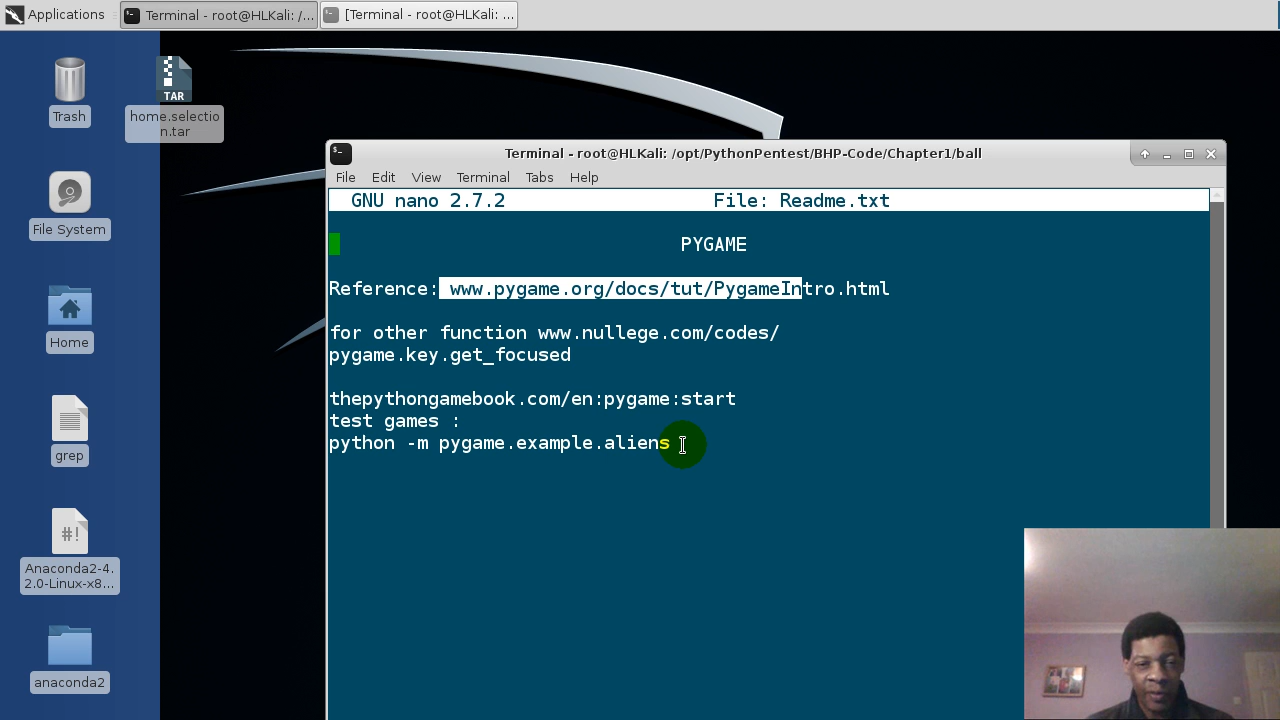 Applications
Terminal - root@HLKali: /...
[Terminal - root@HLKali: ...
Trash
TAR
home.selectio
n.tar
File System
Home
grep
#!
Anaconda2-4.
2.0-Linux-x8...
anaconda2
Terminal - root@HLKali: /opt/PythonPentest/BHP-Code/Chapter1/ball
File Edit View Terminal Tabs Help
GNU nano 2.7.2 File: Readme.txt
PYGAME
Reference: www.pygame.org/docs/tut/PygameIntro.html
for other function www.nullege.com/codes/
pygame.key.get_focused
thepythongamebook.com/en:pygame:start
test games :
python -m pygame.example.aliens